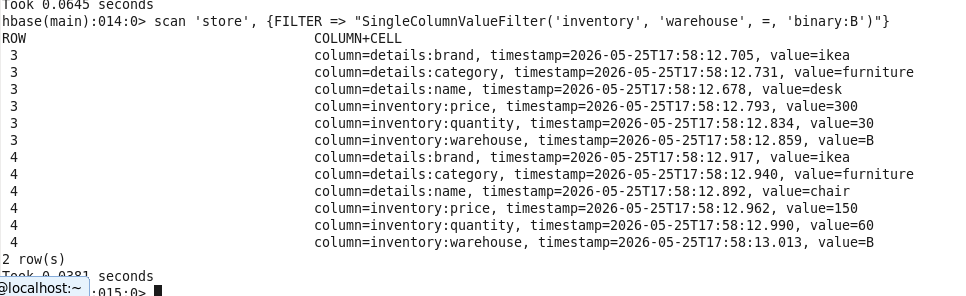 Took 0.0645 seconds
hbase(main):014:0> scan 'store', {FILTER => "SingleColumnValueFilter('inventory', 'warehouse', =, 'binary:B')"}
ROW                                   COLUMN+CELL
 3                                    column=details:brand, timestamp=2026-05-25T17:58:12.705, value=ikea
 3                                    column=details:category, timestamp=2026-05-25T17:58:12.731, value=furniture
 3                                    column=details:name, timestamp=2026-05-25T17:58:12.678, value=desk
 3                                    column=inventory:price, timestamp=2026-05-25T17:58:12.793, value=300
 3                                    column=inventory:quantity, timestamp=2026-05-25T17:58:12.834, value=30
 3                                    column=inventory:warehouse, timestamp=2026-05-25T17:58:12.859, value=B
 4                                    column=details:brand, timestamp=2026-05-25T17:58:12.917, value=ikea
 4                                    column=details:category, timestamp=2026-05-25T17:58:12.940, value=furniture
 4                                    column=details:name, timestamp=2026-05-25T17:58:12.892, value=chair
 4                                    column=inventory:price, timestamp=2026-05-25T17:58:12.962, value=150
 4                                    column=inventory:quantity, timestamp=2026-05-25T17:58:12.990, value=60
 4                                    column=inventory:warehouse, timestamp=2026-05-25T17:58:13.013, value=B
2 row(s)
Took 0.0381 seconds
@localhost:~ :015:0>